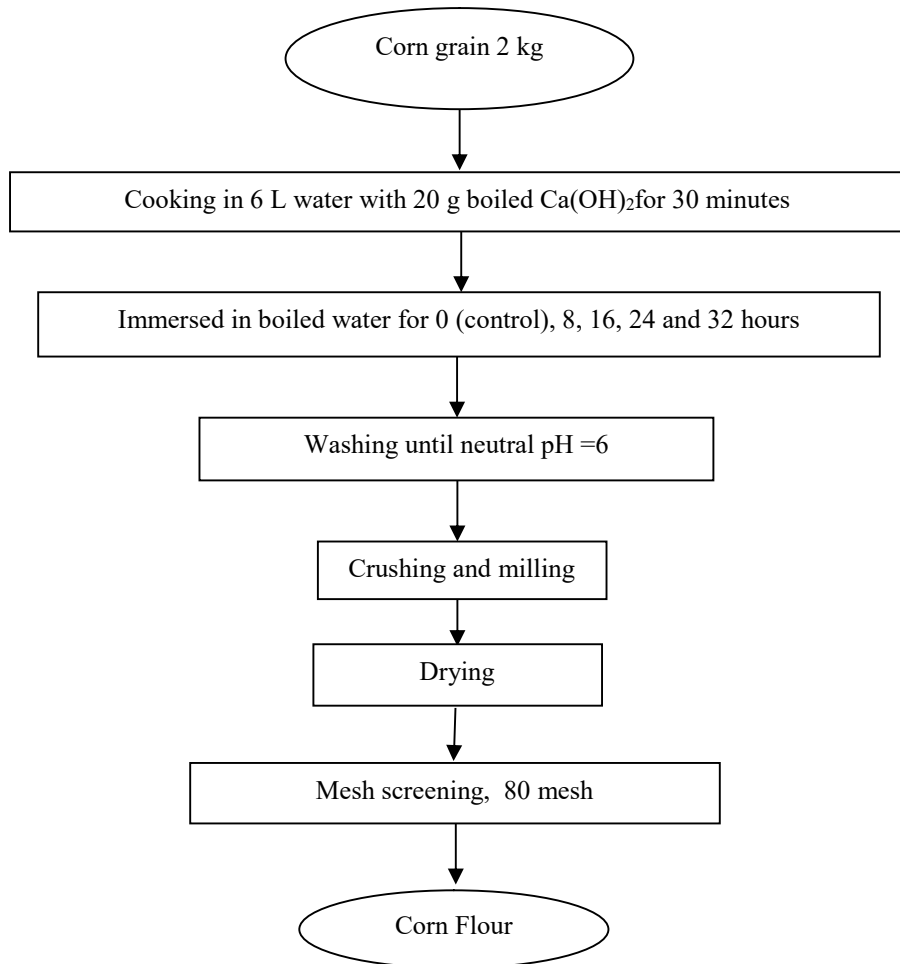 Corn grain 2 kg
Cooking in 6 L water with 20 g boiled Ca(OH)₂for 30 minutes
Immersed in boiled water for 0 (control), 8, 16, 24 and 32 hours
Washing until neutral pH =6
Crushing and milling
Drying
Mesh screening,  80 mesh
Corn Flour